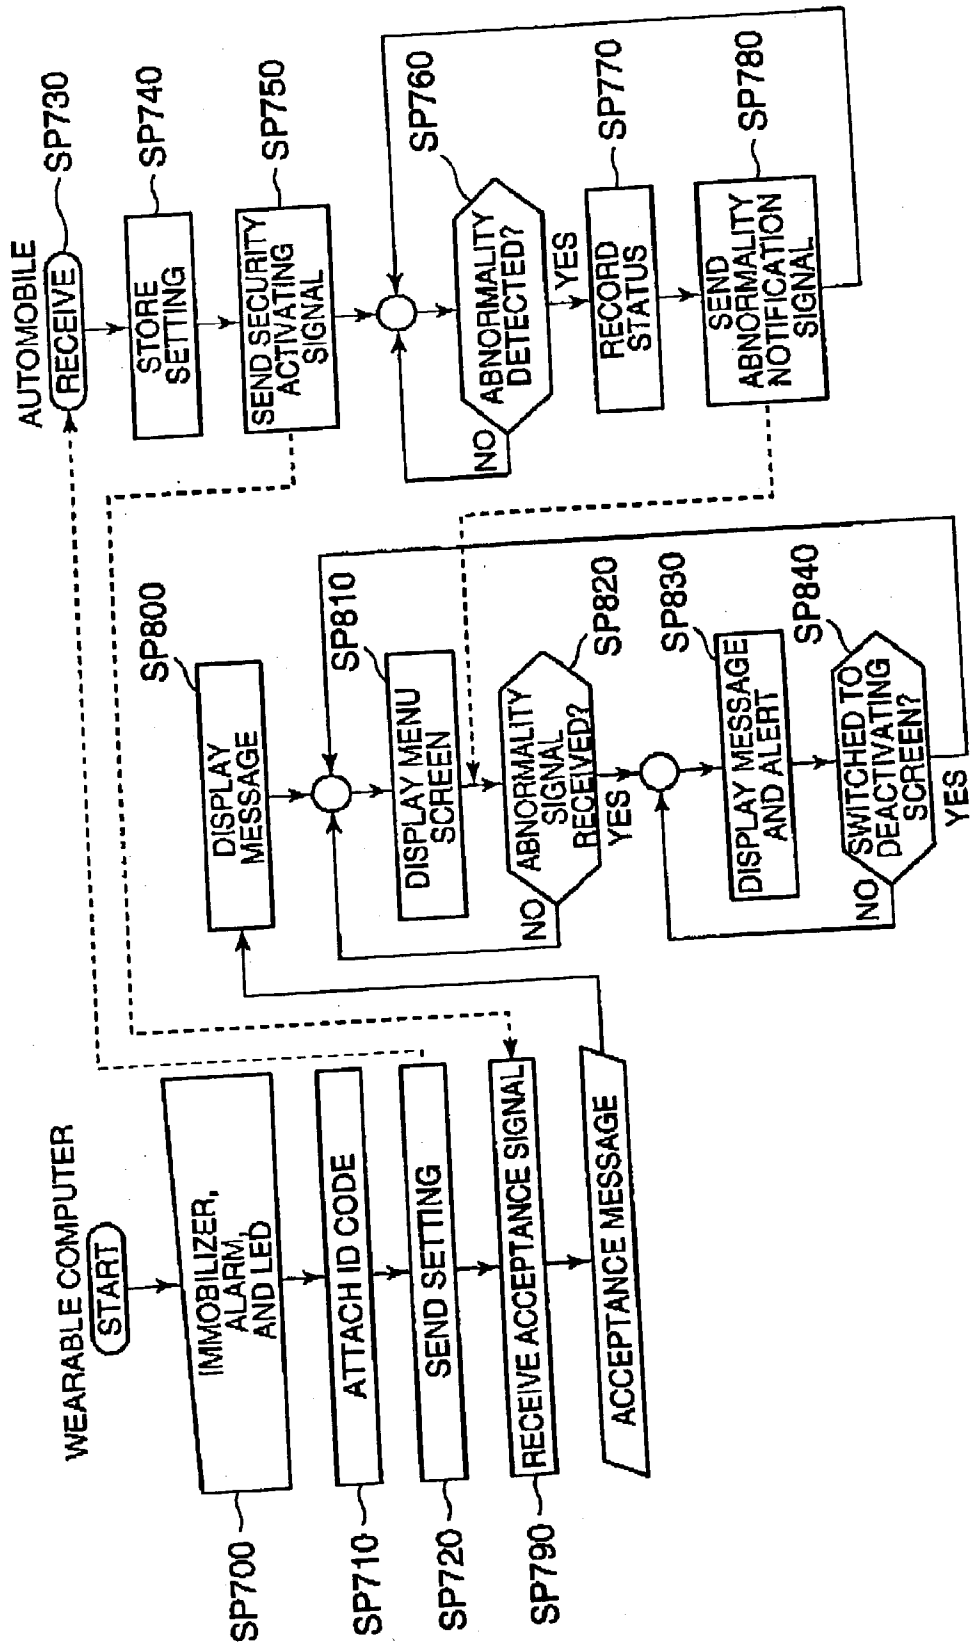 WEARABLE COMPUTER
START
SP700
IMMOBILIZER,
ALARM,
AND LED
SP710
ATTACH ID CODE
SP720
SEND SETTING
SP790
RECEIVE ACCEPTANCE SIGNAL
ACCEPTANCE MESSAGE
SP800
DISPLAY
MESSAGE
SP810
DISPLAY MENU
SCREEN
SP820
ABNORMALITY
SIGNAL
RECEIVED?
NO
YES
SP830
DISPLAY MESSAGE
AND ALERT
SP840
SWITCHED TO
DEACTIVATING
SCREEN?
NO
YES
AUTOMOBILE
RECEIVE
SP730
STORE
SETTING
SP740
SEND SECURITY
ACTIVATING
SIGNAL
SP750
SP760
ABNORMALITY
DETECTED?
NO
YES
RECORD
STATUS
SP770
SEND
ABNORMALITY
NOTIFICATION
SIGNAL
SP780